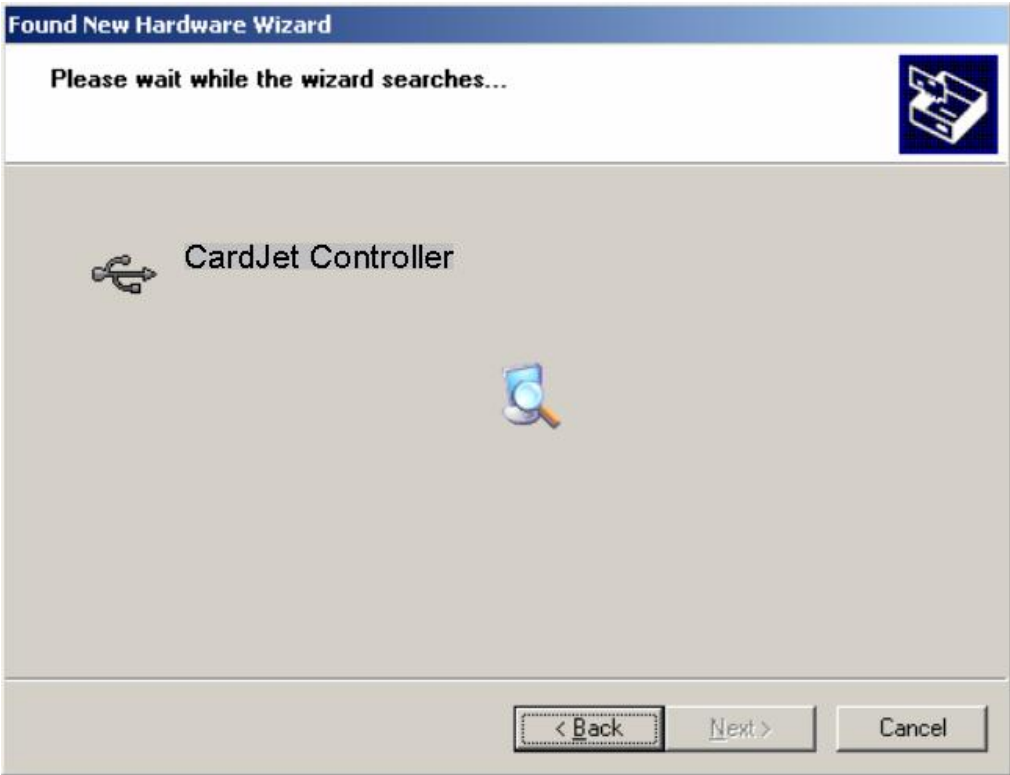 Found New Hardware Wizard
Please wait while the wizard searches...
CardJet Controller
< Back
Next >
Cancel